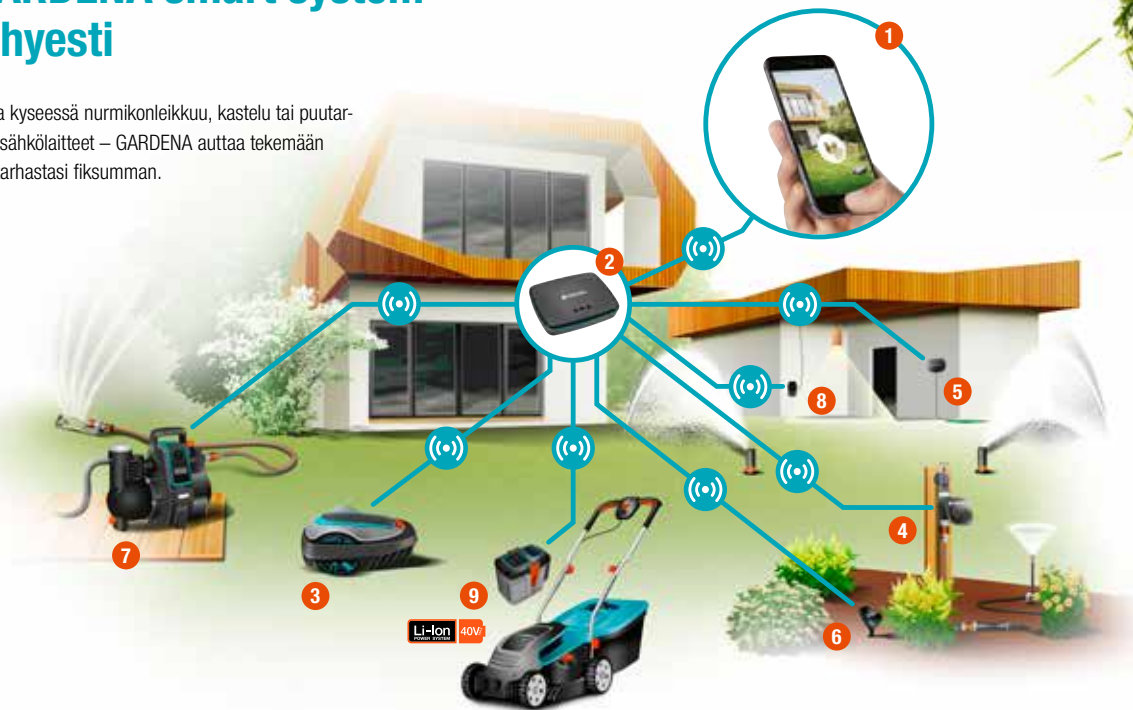 ARDENA smart system
hyesti
a kyseessä nurmikonleikkuu, kastelu tai puutar-
sähkölaitteet – GARDENA auttaa tekemään
arhastasi fiksumman.
1
2
8
5
4
7
3
9
Li-Ion 40V/
POWER SYSTEM
6